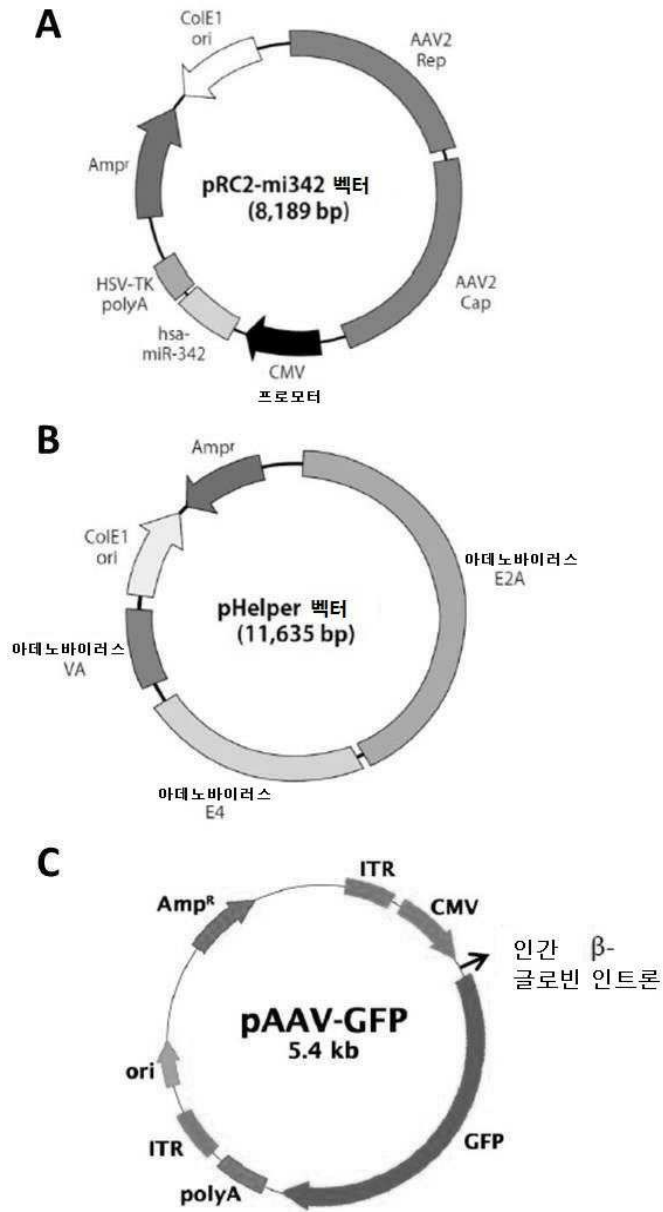 A
ColE1
ori
AAV2
Rep
Ampr
pRC2-mi342 벡터
(8,189 bp)
HSV-TK
polyA
hsa-
miR-342
CMV
프로모터
AAV2
Cap
B
Ampr
ColE1
ori
아데노바이러스
E2A
pHelper 벡터
(11,635 bp)
아데노바이러스
VA
아데노바이러스
E4
C
ITR
CMV
AmpR
인간 β-
글로빈 인트론
pAAV-GFP
5.4 kb
ori
ITR
polyA
GFP